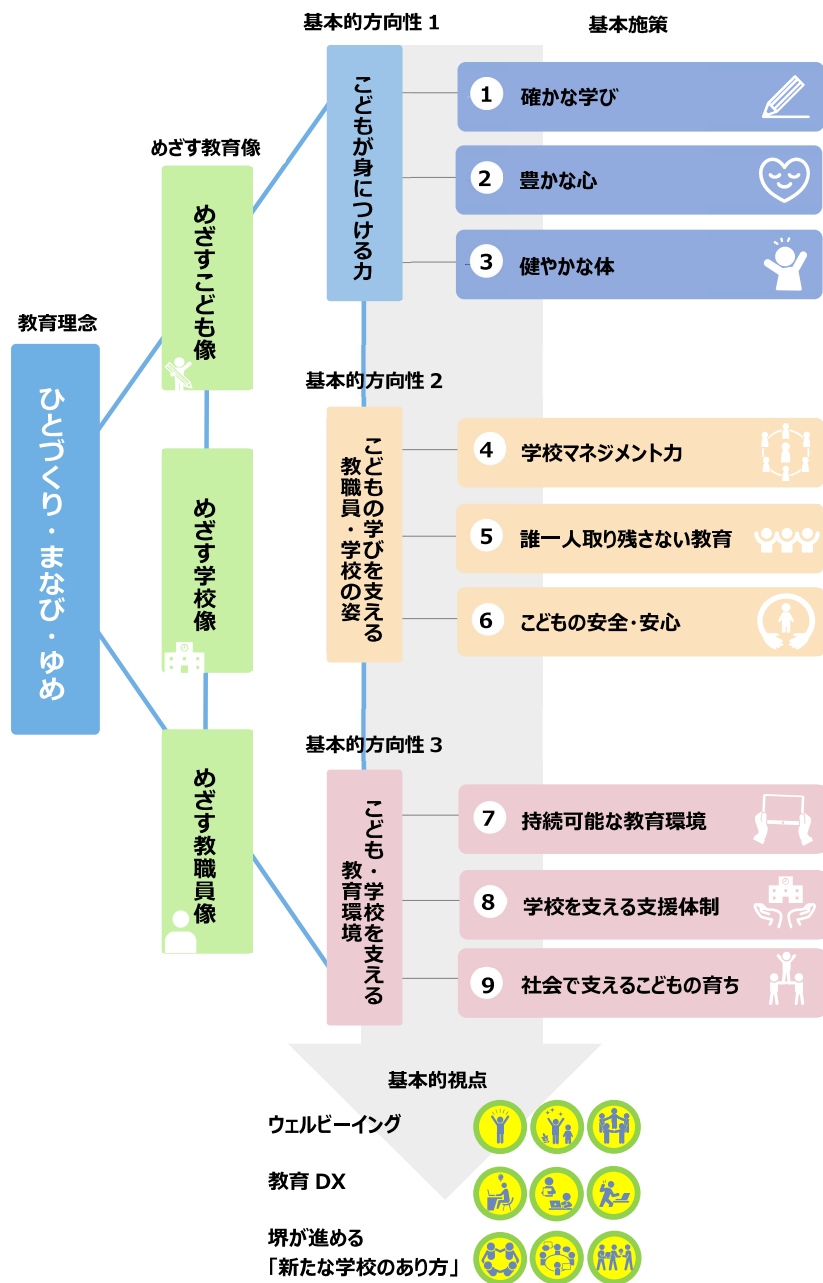 教育理念
ひとづくり・まなび・ゆめ
めざす教育像
めざすこども像
めざす学校像
めざす教職員像
基本的方向性1
こどもが身につける力
基本施策
1 確かな学び
2 豊かな心
3 健やかな体
基本的方向性2
こどもの学びを支える
教職員・学校の姿
4 学校マネジメント力
5 誰一人取り残さない教育
6 こどもの安全・安心
基本的方向性3
こども・学校を支える
教育環境
7 持続可能な教育環境
8 学校を支える支援体制
9 社会で支えるこどもの育ち
基本的視点
ウェルビーイング
教育 DX
堺が進める
「新たな学校のあり方」